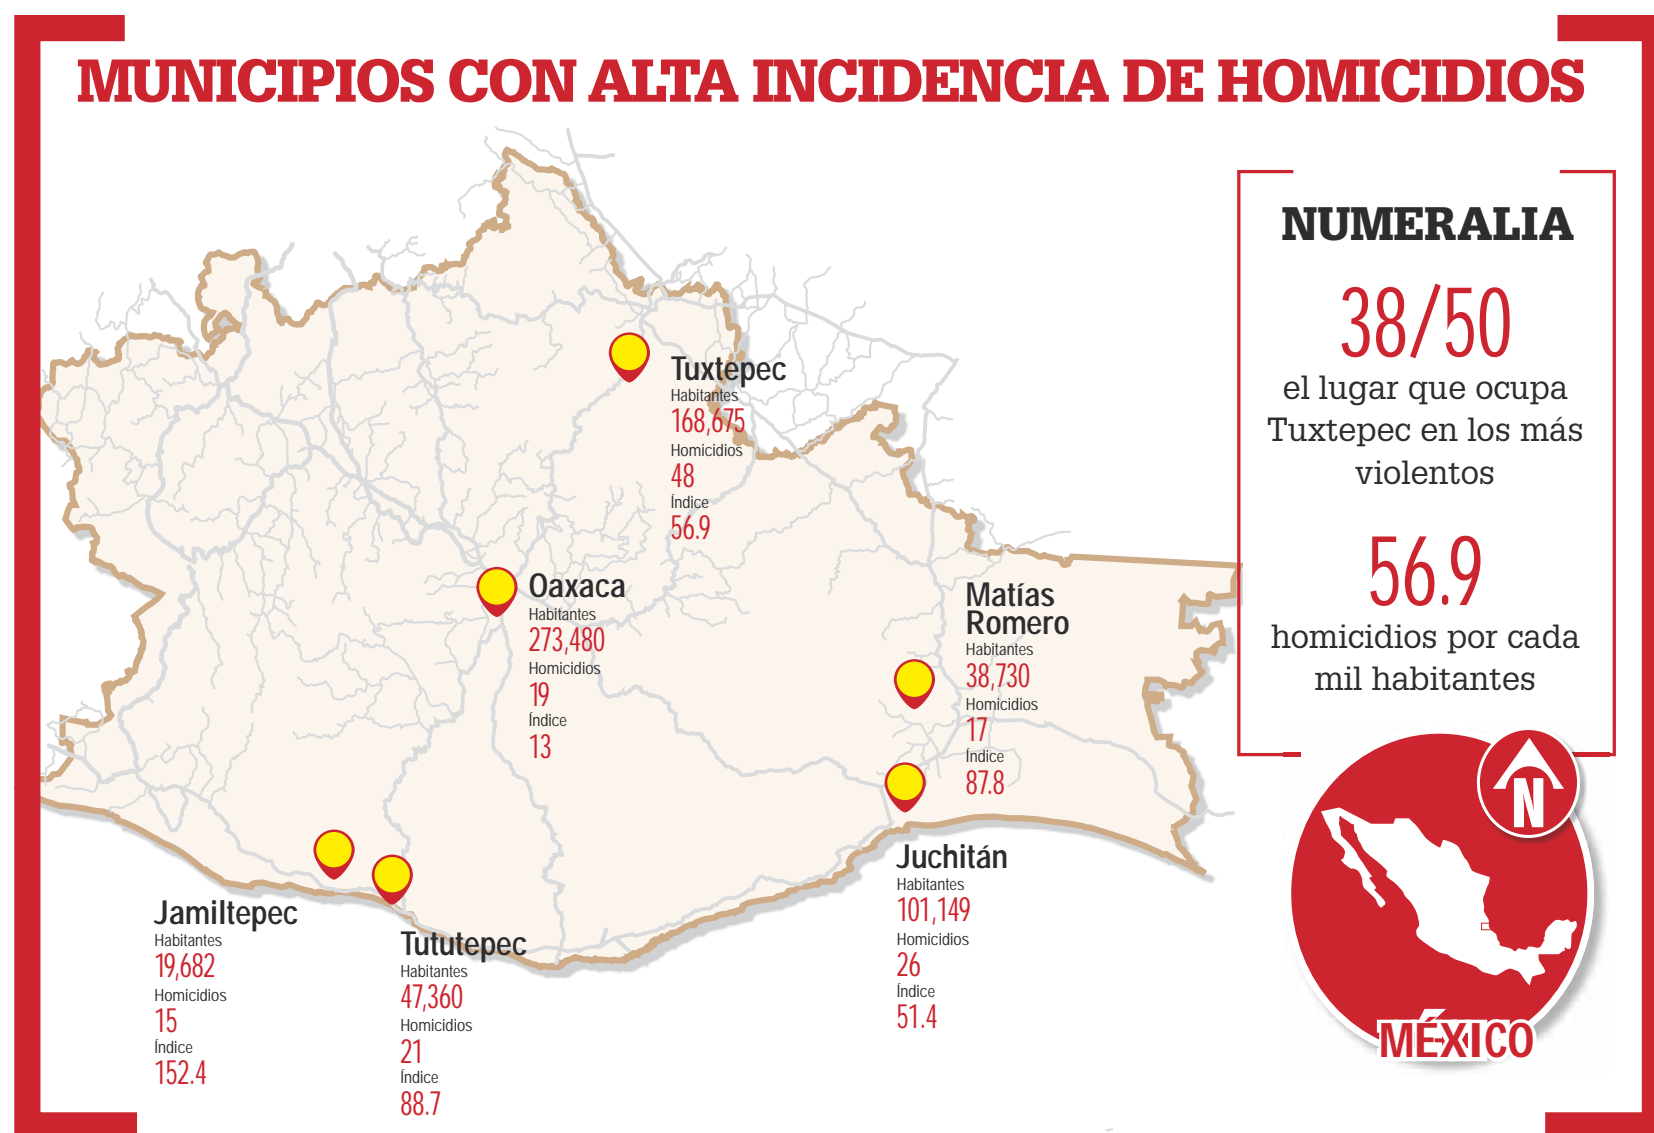 MUNICIPIOS CON ALTA INCIDENCIA DE HOMICIDIOS
Tuxtepec
Habitantes
168,675
Homicidios
48
Índice
56.9
Oaxaca
Habitantes
273,480
Homicidios
19
Índice
13
Matías
Romero
Habitantes
38,730
Homicidios
17
Índice
87.8
Juchitán
Habitantes
101,149
Homicidios
26
Índice
51.4
Jamiltepec
Habitantes
19,682
Homicidios
15
Índice
152.4
Tututepec
Habitantes
47,360
Homicidios
21
Índice
88.7
NUMERALIA
38/50
el lugar que ocupa
Tuxtepec en los más
violentos
56.9
homicidios por cada
mil habitantes
N
MÉXICO